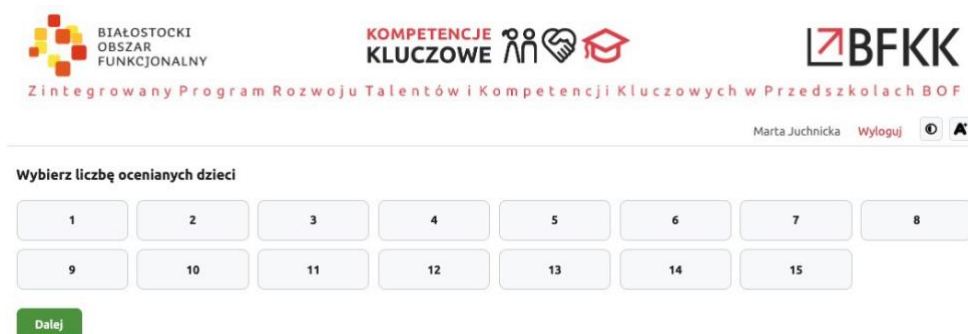 BIAŁOSTOCKI
OBSZAR
FUNKCJONALNY
KOMPETENCJE
KLUCZOWE
BFKK
Zintegrowany Program Rozwoju Talentów i Kompetencji Kluczowych w Przedszkolach BOF
Marta Juchnicka Wyloguj A
Wybierz liczbę ocenianych dzieci
1 2 3 4 5 6 7 8
9 10 11 12 13 14 15
Dalej